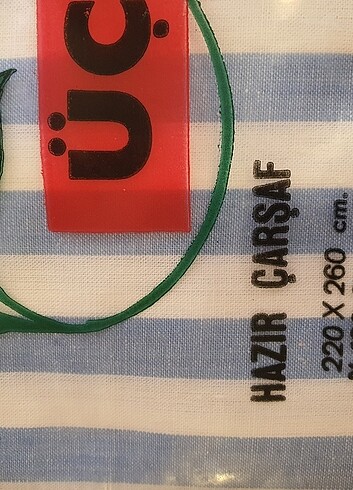 ÜÇ
HAZIR ÇARŞAF
220 X 260 cm.